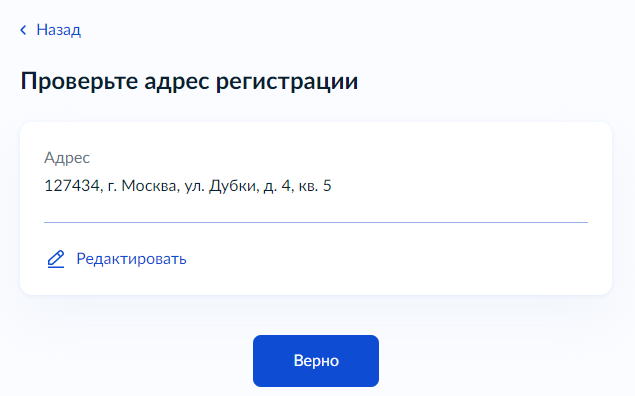 Назад
Проверьте адрес регистрации
Адрес
127434, г. Москва, ул. Дубки, д. 4, кв. 5
Редактировать
Верно